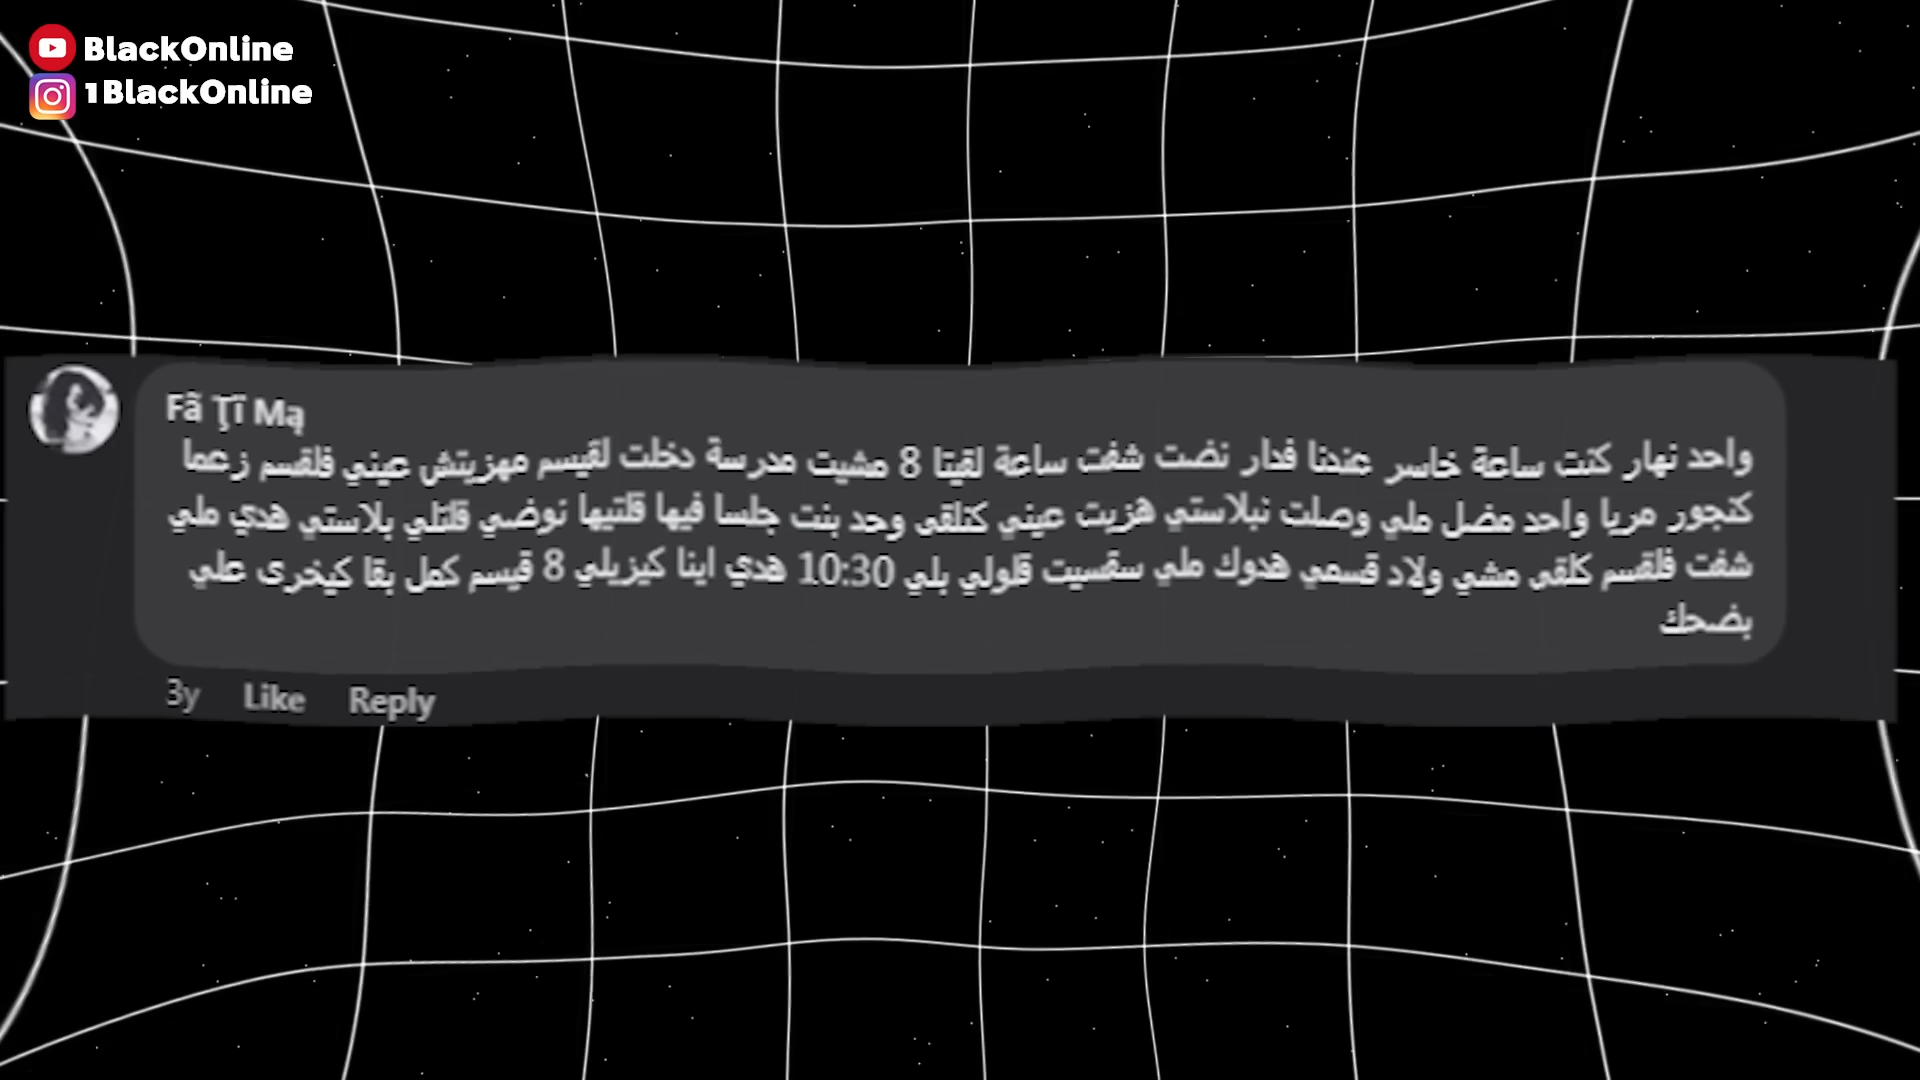 BlackOnline
1BlackOnline
Fã Ţï Mą
واحد نهار كنت ساعة خاسر عندنا فدار نضت شفت ساعة لقيتا 8 مشيت مدرسة دخلت لقيسم مهزيتش عيني فلقسم زعما
كنجور مريا واحد مضل ملي وصلت نبلاستي هزيت عيني كنلقى وحد بنت جلسا فيها قلتيها نوضي قلتلي بلاستي هدي ملي
شفت فلقسم كلقى مشي ولاد قسمي هدوك ملي سقسيت قلولي بلي 10:30 هدي اينا كيزيلي 8 قيسم كمل بقا كيخرى علي
بضحك
3y Like Reply